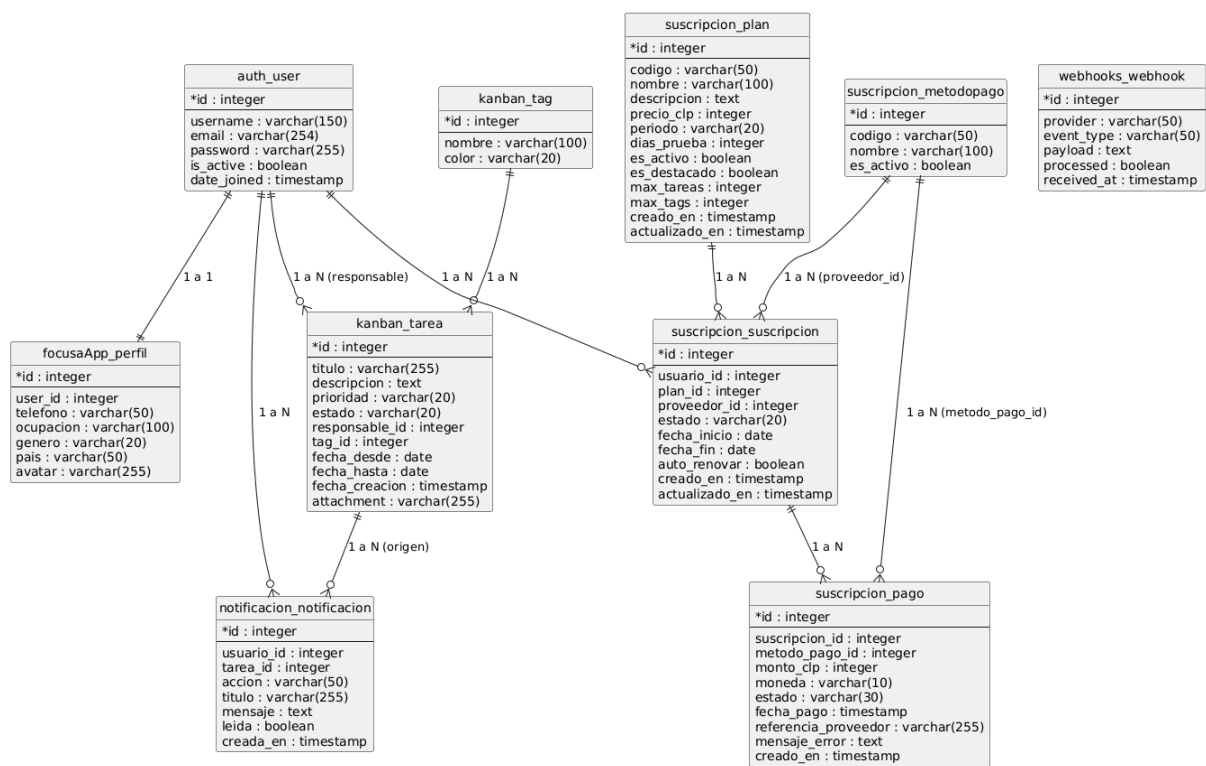 suscripcion_plan
*id : integer
codigo : varchar(50)
nombre : varchar(100)
descripcion : text
precio_clp : integer
periodo : varchar(20)
dias_prueba : integer
es_activo : boolean
es_destacado : boolean
max_tareas : integer
max_tags : integer
creado_en : timestamp
actualizado_en : timestamp
auth_user
*id : integer
username : varchar(150)
email : varchar(254)
password : varchar(255)
is_active : boolean
date_joined : timestamp
kanban_tag
*id : integer
nombre : varchar(100)
color : varchar(20)
suscripcion_metodopago
*id : integer
codigo : varchar(50)
nombre : varchar(100)
es_activo : boolean
webhooks_webhook
*id : integer
provider : varchar(50)
event_type : varchar(50)
payload : text
processed : boolean
received_at : timestamp
1 a 1
1 a N (responsable)
1 a N
1 a N
1 a N
1 a N (proveedor_id)
focusaApp_perfil
*id : integer
user_id : integer
telefono : varchar(50)
ocupacion : varchar(100)
genero : varchar(20)
pais : varchar(50)
avatar : varchar(255)
1 a N
kanban_tarea
*id : integer
titulo : varchar(255)
descripcion : text
prioridad : varchar(20)
estado : varchar(20)
responsable_id : integer
tag_id : integer
fecha_desde : date
fecha_hasta : date
fecha_creacion : timestamp
attachment : varchar(255)
suscripcion_suscripcion
*id : integer
usuario_id : integer
plan_id : integer
proveedor_id : integer
estado : varchar(20)
fecha_inicio : date
fecha_fin : date
auto_renovar : boolean
creado_en : timestamp
actualizado_en : timestamp
1 a N (metodo_pago_id)
1 a N (origen)
1 a N
notificacion_notificacion
*id : integer
usuario_id : integer
tarea_id : integer
accion : varchar(50)
titulo : varchar(255)
mensaje : text
leida : boolean
creada_en : timestamp
suscripcion_pago
*id : integer
suscripcion_id : integer
metodo_pago_id : integer
monto_clp : integer
moneda : varchar(10)
estado : varchar(30)
fecha_pago : timestamp
referencia_proveedor : varchar(255)
mensaje_error : text
creado_en : timestamp